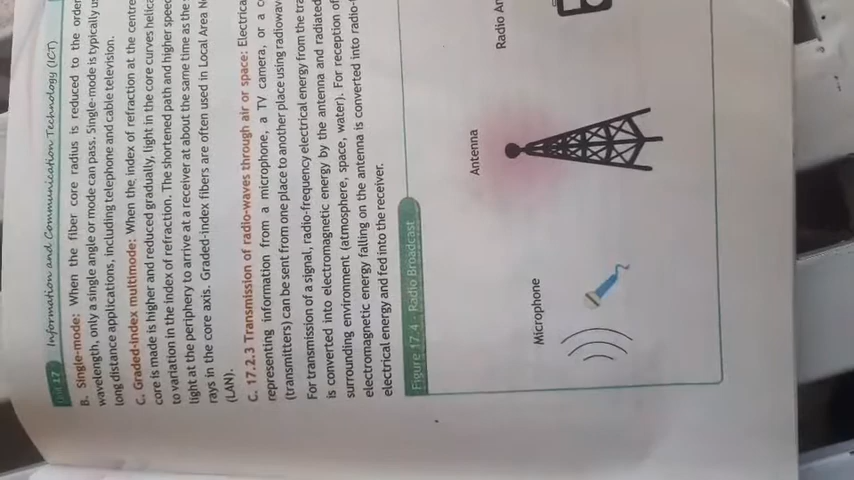 Unit 17 Information and Communication Technology (ICT)
B. Single-mode: When the fiber core radius is reduced to the order
wavelength, only a single angle or mode can pass. Single-mode is typically us
long distance applications, including telephone and cable television.
C. Graded-Index multimode: When the index of refraction at the centre
core is made is higher and reduced gradually, light in the core curves helica
to variation in the index of refraction. The shortened path and higher speed
light at the periphery to arrive at a receiver at about the same time as the
rays in the core axis. Graded-index fibers are often used in Local Area N
(LAN).
C. 17.2.3 Transmission of radio-waves through air or space: Electrica
representing information from a microphone, a TV camera, or a c
(transmitters) can be sent from one place to another place using radiowav
For transmission of a signal, radio-frequency electrical energy from the tra
is converted into electromagnetic energy by the antenna and radiated
surrounding environment (atmosphere, space, water). For reception of
electromagnetic energy falling on the antenna is converted into radio-f
electrical energy and fed into the receiver.
Figure 17.4 - Radio Broadcast
Antenna
Radio An
Microphone